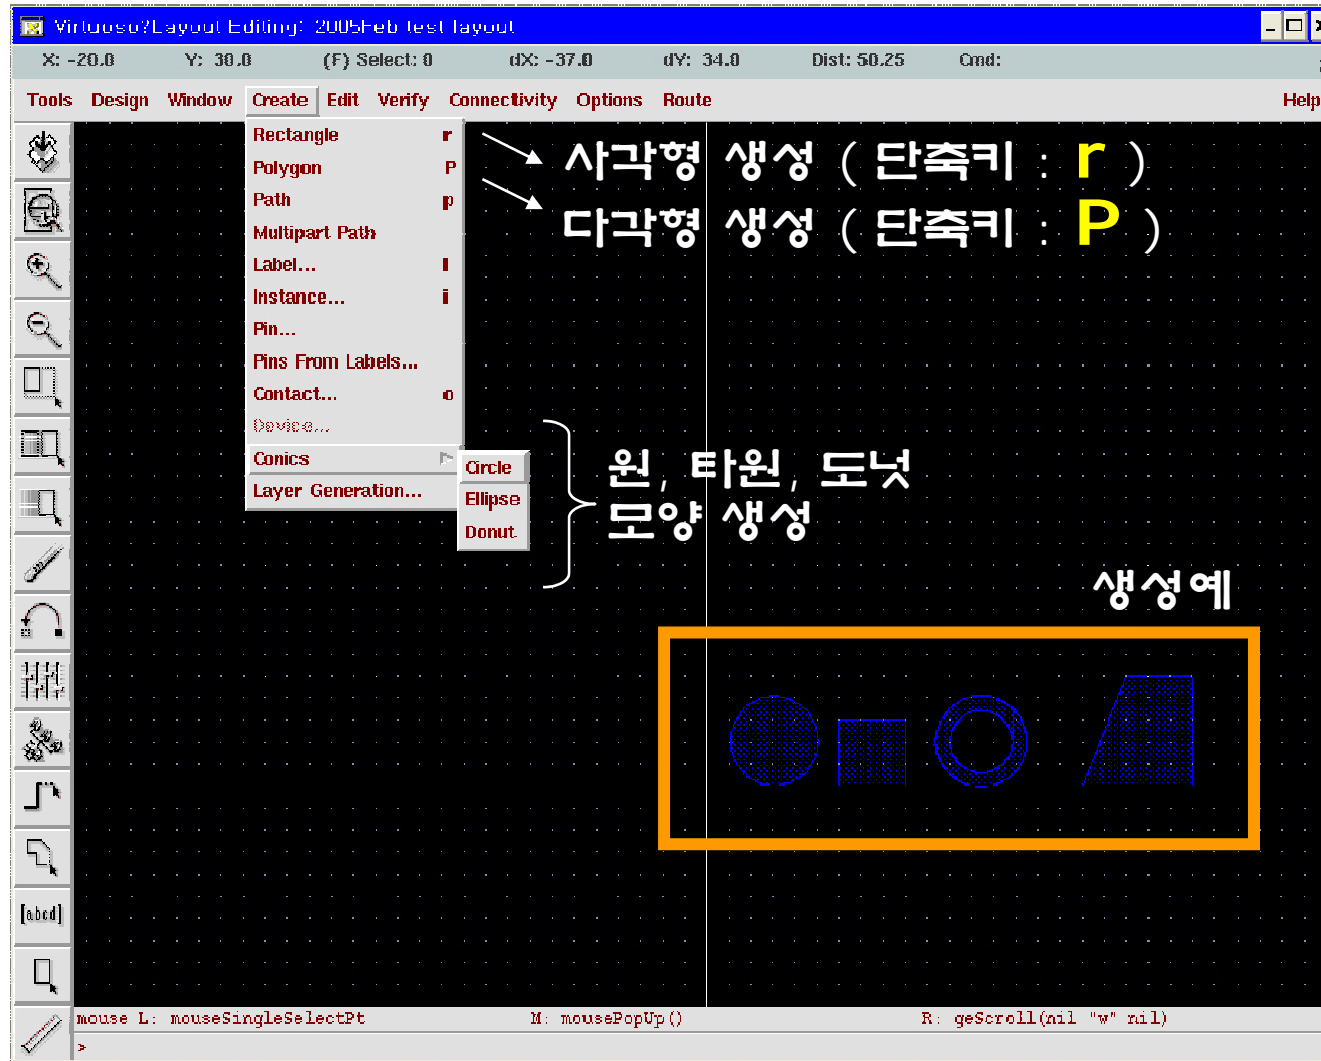 Virtuoso?Layout Editing: 2005Feb test layout
X: -20.0 Y: 30.0 (F) Select: 0 dX: -37.0 dY: 34.0 Dist: 50.25 Cmd:
Tools Design Window Create Edit Verify Connectivity Options Route Help
Rectangle r
Polygon P
Path p
Multipart Path
Label... l
Instance... i
Pin...
Pins From Labels...
Contact... o
Device...
Conics
Layer Generation...
Circle
Ellipse
Donut
사각형 생성 ( 단축키 : r )
다각형 생성 ( 단축키 : P )
원, 타원, 도넛
모양 생성
생성예
[abcd]
mouse L: mouseSingleSelectPt M: mousePopUp() R: geScroll(nil "w" nil)
>